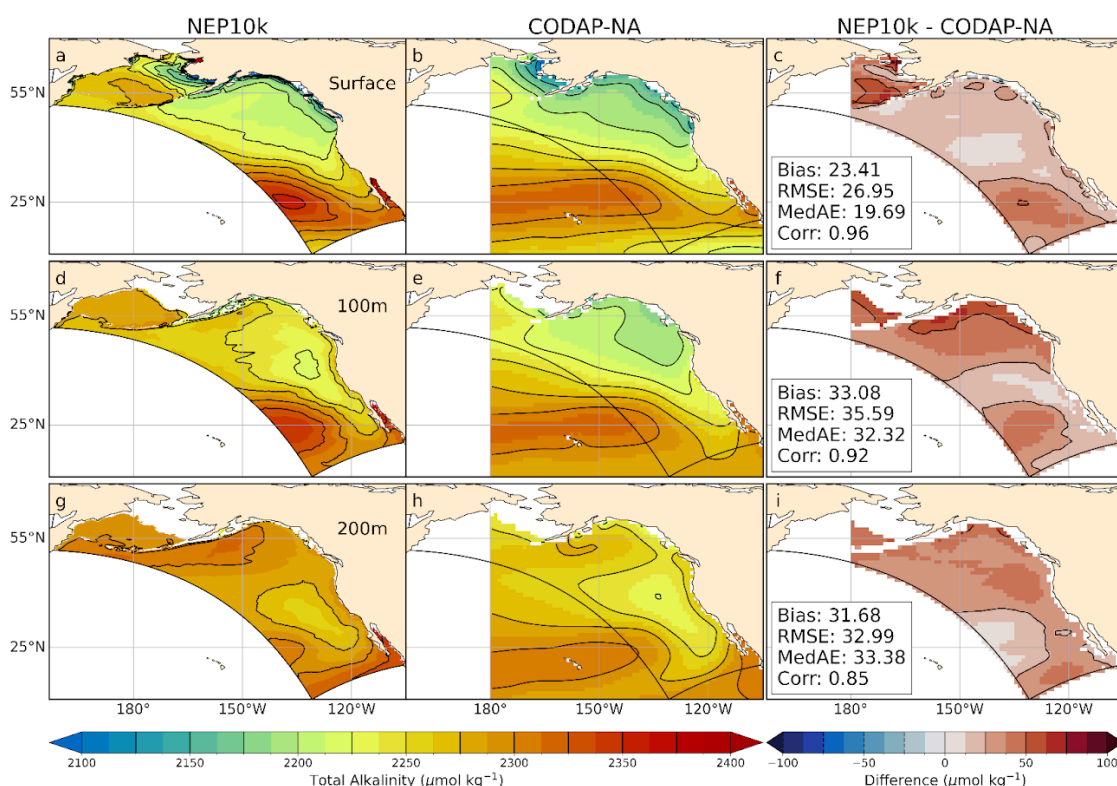 NEP10k CODAP-NA NEP10k - CODAP-NA
a Surface b c
55°N
25°N
Bias: 23.41
RMSE: 26.95
MedAE: 19.69
Corr: 0.96
d 100m e f
55°N
25°N
Bias: 33.08
RMSE: 35.59
MedAE: 32.32
Corr: 0.92
g 200m h i
55°N
25°N
Bias: 31.68
RMSE: 32.99
MedAE: 33.38
Corr: 0.85
180° 150°W 120°W 180° 150°W 120°W 180° 150°W 120°W
2100 2150 2200 2250 2300 2350 2400 −100 −50 0 50 100
Total Alkalinity (μmol kg⁻¹) Difference (μmol kg⁻¹)